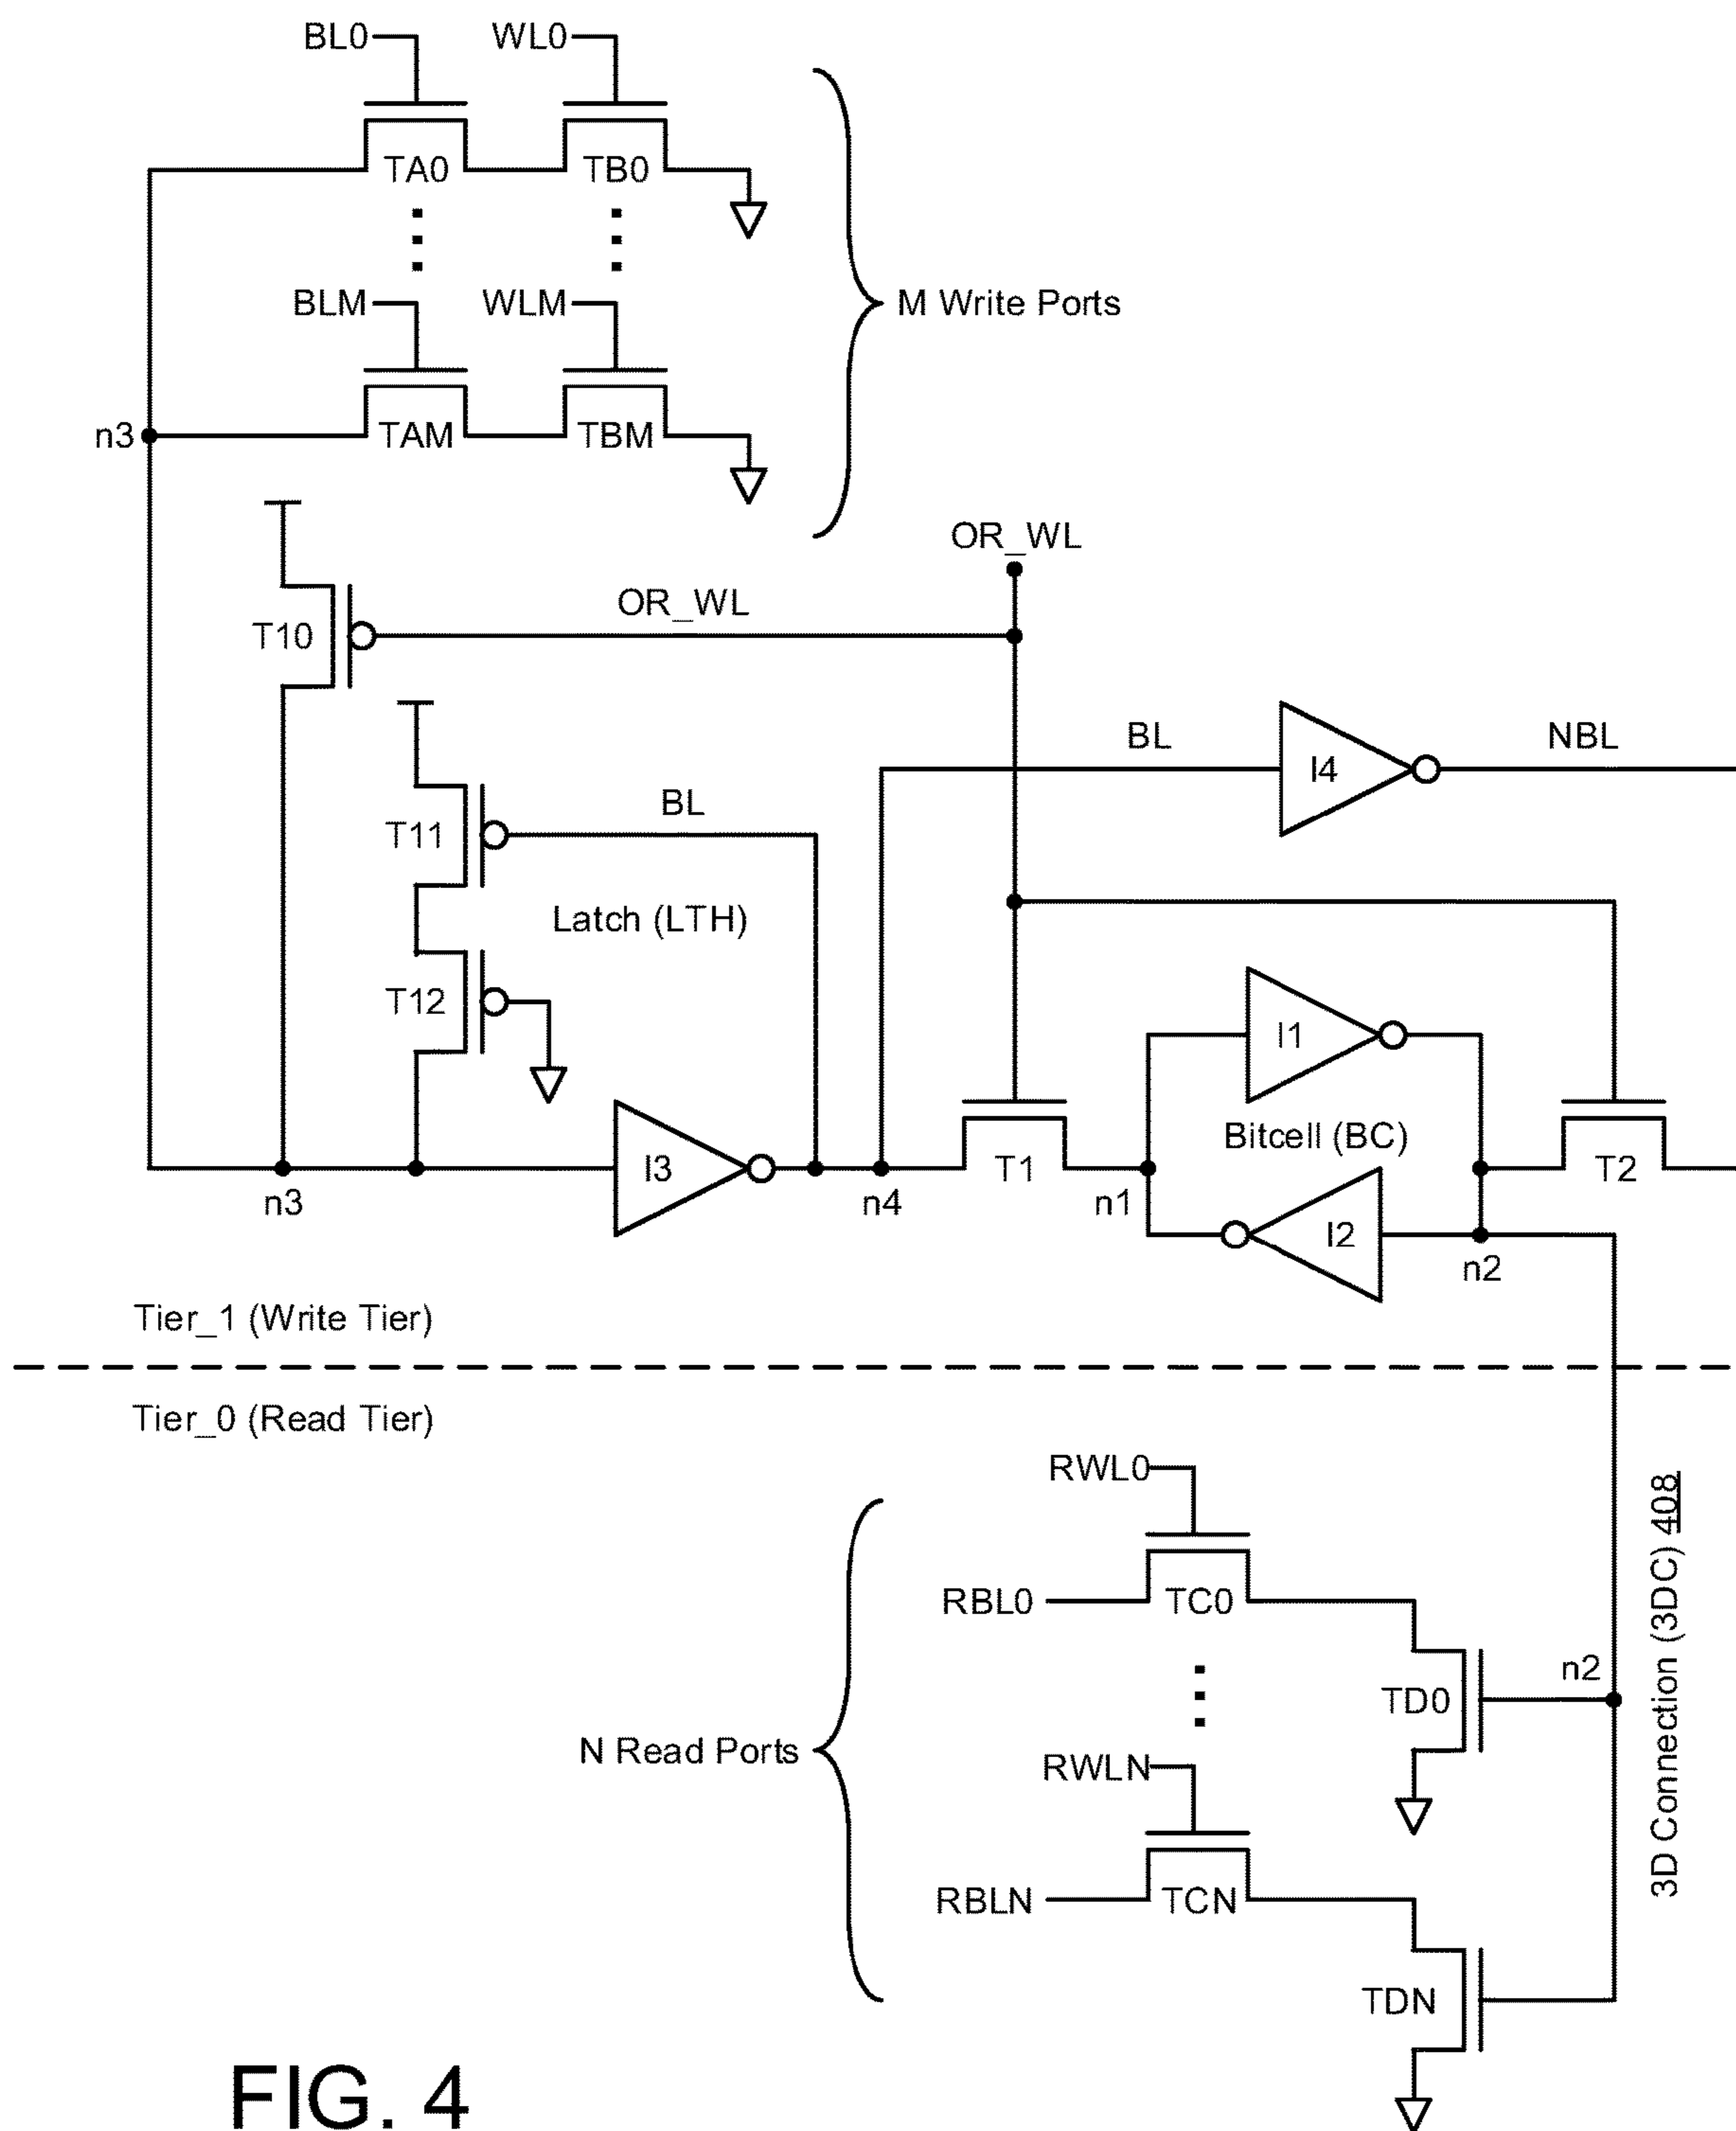 BL0 WL0
TA0 TB0
BLM WLM
M Write Ports
n3 TAM TBM
OR_WL
T10 OR_WL
BL I4 NBL
T11 BL
Latch (LTH)
T12
I1
Bitcell (BC)
I3 T1 T2
n3 n4 n1
I2
n2
Tier_1 (Write Tier)
Tier_0 (Read Tier)
RWL0
RBL0 TC0
n2
TD0
N Read Ports
RWLN
3D Connection (3DC) 408
RBLN TCN
TDN
FIG. 4